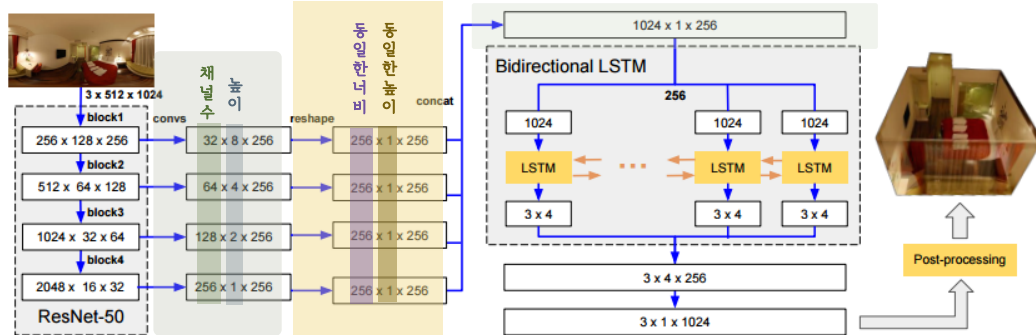 3 x 512 x 1024
block1
256 x 128 x 256
block2
512 x 64 x 128
block3
1024 x 32 x 64
block4
2048 x 16 x 32
ResNet-50
convs
채널수
높이
32 x 8 x 256
64 x 4 x 256
128 x 2 x 256
256 x 1 x 256
reshape
동일한너비
동일한높이
256 x 1 x 256
256 x 1 x 256
256 x 1 x 256
256 x 1 x 256
concat
1024 x 1 x 256
Bidirectional LSTM
256
1024
1024
1024
LSTM
...
LSTM
LSTM
3 x 4
3 x 4
3 x 4
3 x 4 x 256
3 x 1 x 1024
Post-processing